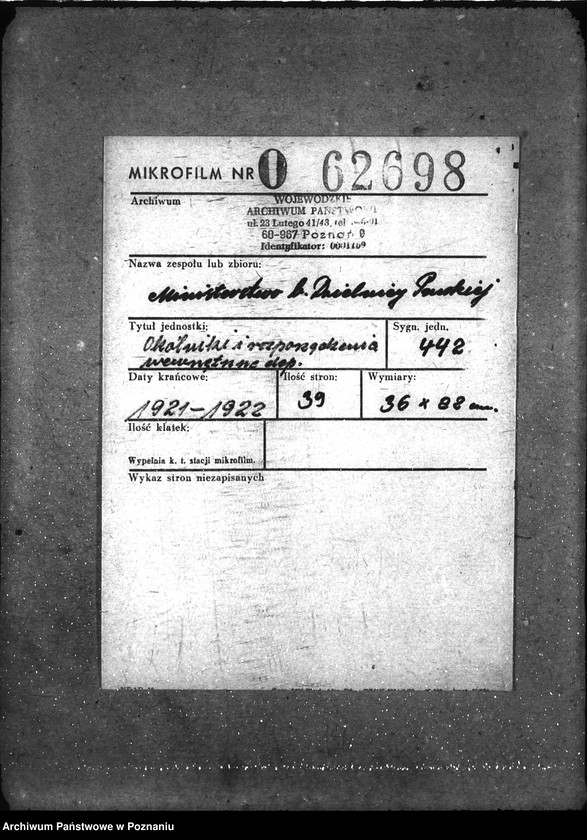 MIKROFILM NR O 62698
Archiwum
WOJEWÓDZKIE
ARCHIWUM PAŃSTWOWE
ul. 23 Lutego 41/43, tel
60-967 Poznań 9
Identyfikator: 0001109
Nazwa zespołu lub zbioru:
Ministerstwo b. Dzielnicy Pruskiej
Tytuł jednostki:
Okólniki i rozporządzenia
wewnętrzne dep.
Sygn. jedn.
442
Daty krańcowe:
1921-1922
Ilość stron:
39
Wymiary:
36 x 22 cm.
Ilość klatek:
Wypełnia k. t. stacji mikrofilm.
Wykaz stron niezapisanych
Archiwum Państwowe w Poznaniu